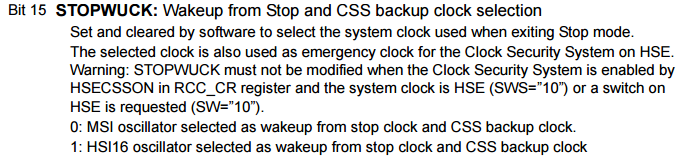 Bit 15 STOPWUCK: Wakeup from Stop and CSS backup clock selection
Set and cleared by software to select the system clock used when exiting Stop mode.
The selected clock is also used as emergency clock for the Clock Security System on HSE.
Warning: STOPWUCK must not be modified when the Clock Security System is enabled by
HSECSSON in RCC_CR register and the system clock is HSE (SWS="10") or a switch on
HSE is requested (SW="10").
0: MSI oscillator selected as wakeup from stop clock and CSS backup clock.
1: HSI16 oscillator selected as wakeup from stop clock and CSS backup clock